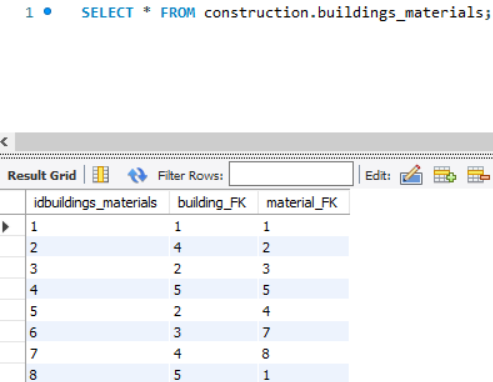 1 SELECT * FROM construction.buildings_materials;
Result Grid Filter Rows: Edit:
idbuildings_materials building_FK material_FK
1 1 1
2 4 2
3 2 3
4 5 5
5 2 4
6 3 7
7 4 8
8 5 1